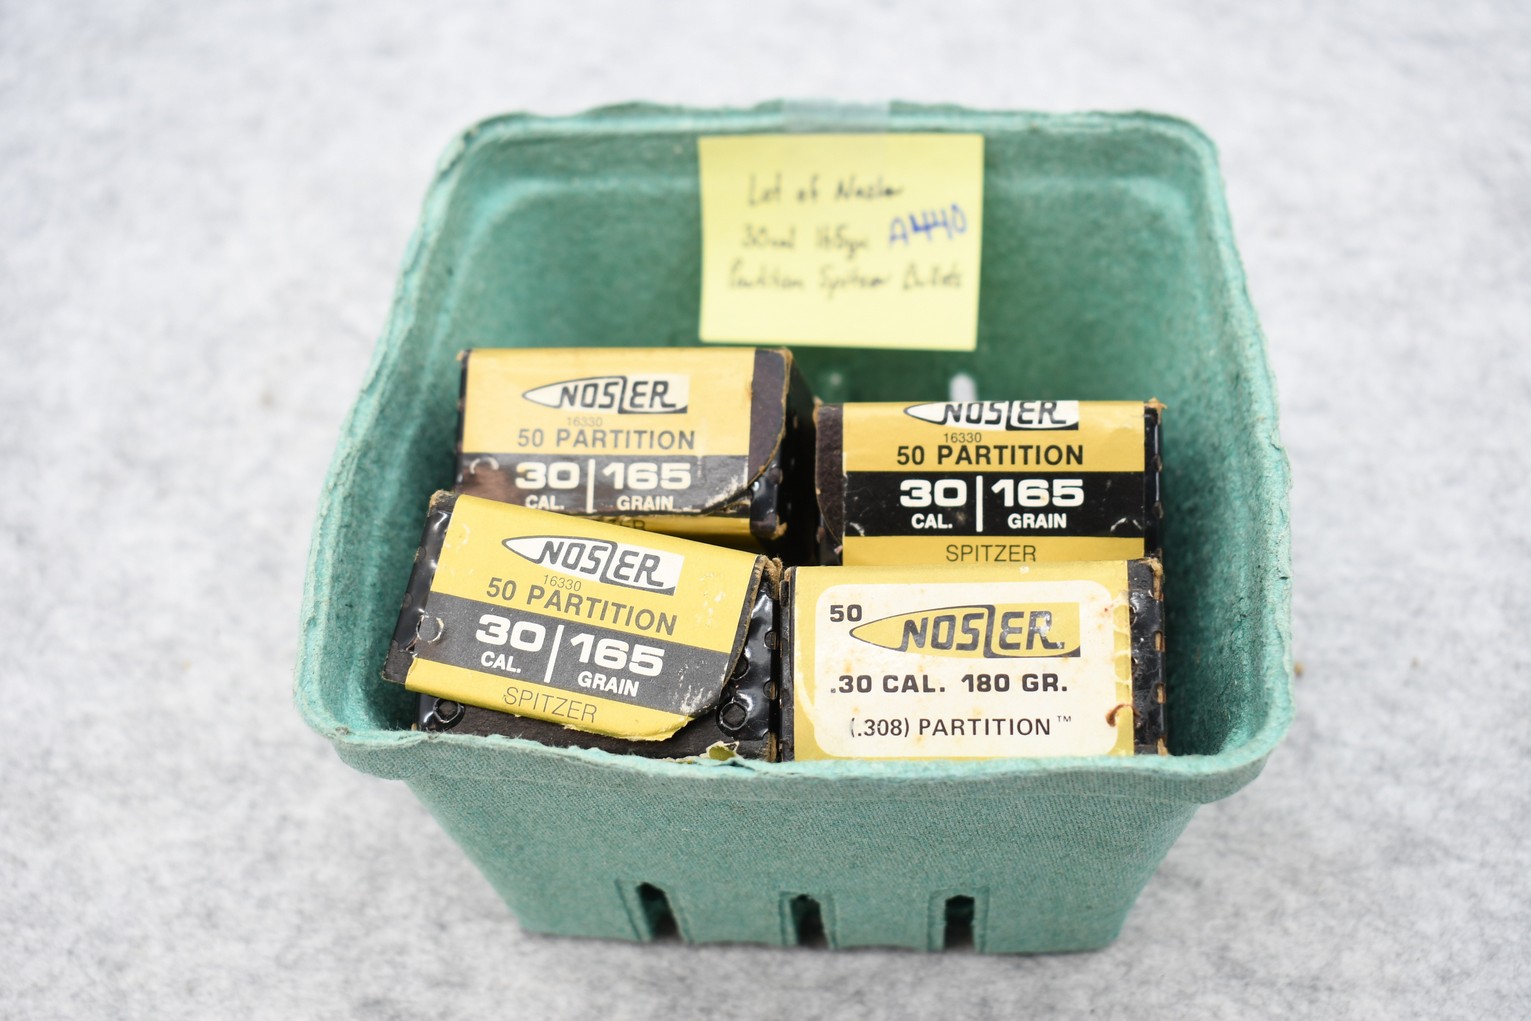 Lot of Nosler
30cal 165gr A440
Partition Spitzer Bullets
NOSLER
16330
50 PARTITION
30 165
CAL. GRAIN
NOSLER
16330
50 PARTITION
30 165
CAL. GRAIN
SPITZER
NOSLER
16330
50 PARTITION
30 165
CAL. GRAIN
SPITZER
50 NOSLER
.30 CAL. 180 GR.
(.308) PARTITION™